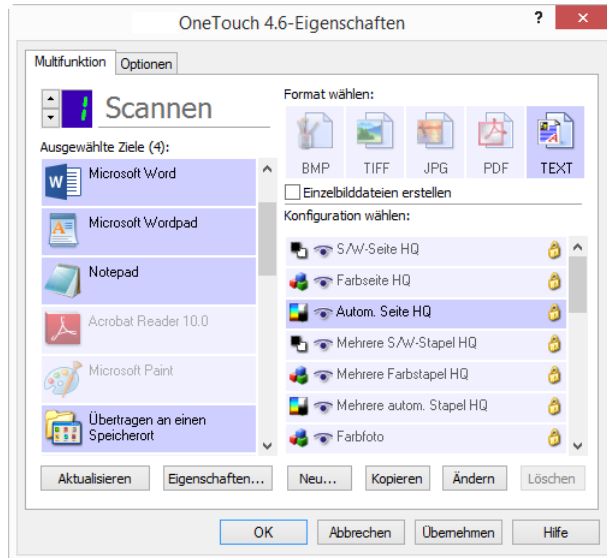 OneTouch 4.6-Eigenschaften
?
Multifunktion
Optionen
1
Scannen
Ausgewählte Ziele (4):
Microsoft Word
Microsoft Wordpad
Notepad
Acrobat Reader 10.0
Microsoft Paint
Übertragen an einen
Speicherort
Format wählen:
BMP TIFF JPG PDF TEXT
Einzelbilddateien erstellen
Konfiguration wählen:
S/W-Seite HQ
Farbseite HQ
Autom. Seite HQ
Mehrere S/W-Stapel HQ
Mehrere Farbstapel HQ
Mehrere autom. Stapel HQ
Farbfoto
Aktualisieren Eigenschaften... Neu... Kopieren Ändern Löschen
OK Abbrechen Übernehmen Hilfe